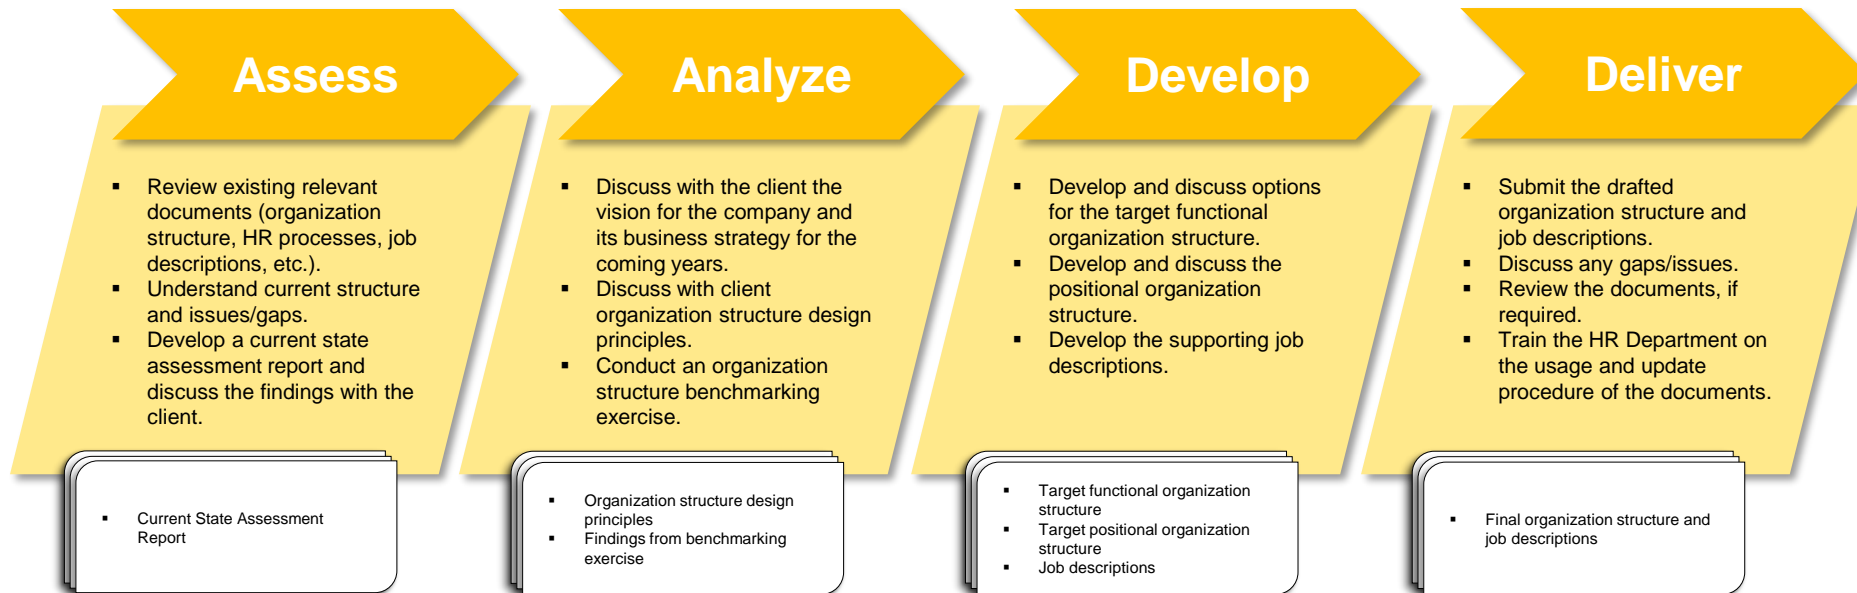 Assess
▪ Review existing relevant
documents (organization
structure, HR processes, job
descriptions, etc.).
▪ Understand current structure
and issues/gaps.
▪ Develop a current state
assessment report and
discuss the findings with the
client.
▪ Current State Assessment
Report
Analyze
▪ Discuss with the client the
vision for the company and
its business strategy for the
coming years.
▪ Discuss with client
organization structure design
principles.
▪ Conduct an organization
structure benchmarking
exercise.
▪ Organization structure design
principles
▪ Findings from benchmarking
exercise
Develop
▪ Develop and discuss options
for the target functional
organization structure.
▪ Develop and discuss the
positional organization
structure.
▪ Develop the supporting job
descriptions.
▪ Target functional organization
structure
▪ Target positional organization
structure
▪ Job descriptions
Deliver
▪ Submit the drafted
organization structure and
job descriptions.
▪ Discuss any gaps/issues.
▪ Review the documents, if
required.
▪ Train the HR Department on
the usage and update
procedure of the documents.
▪ Final organization structure and
job descriptions